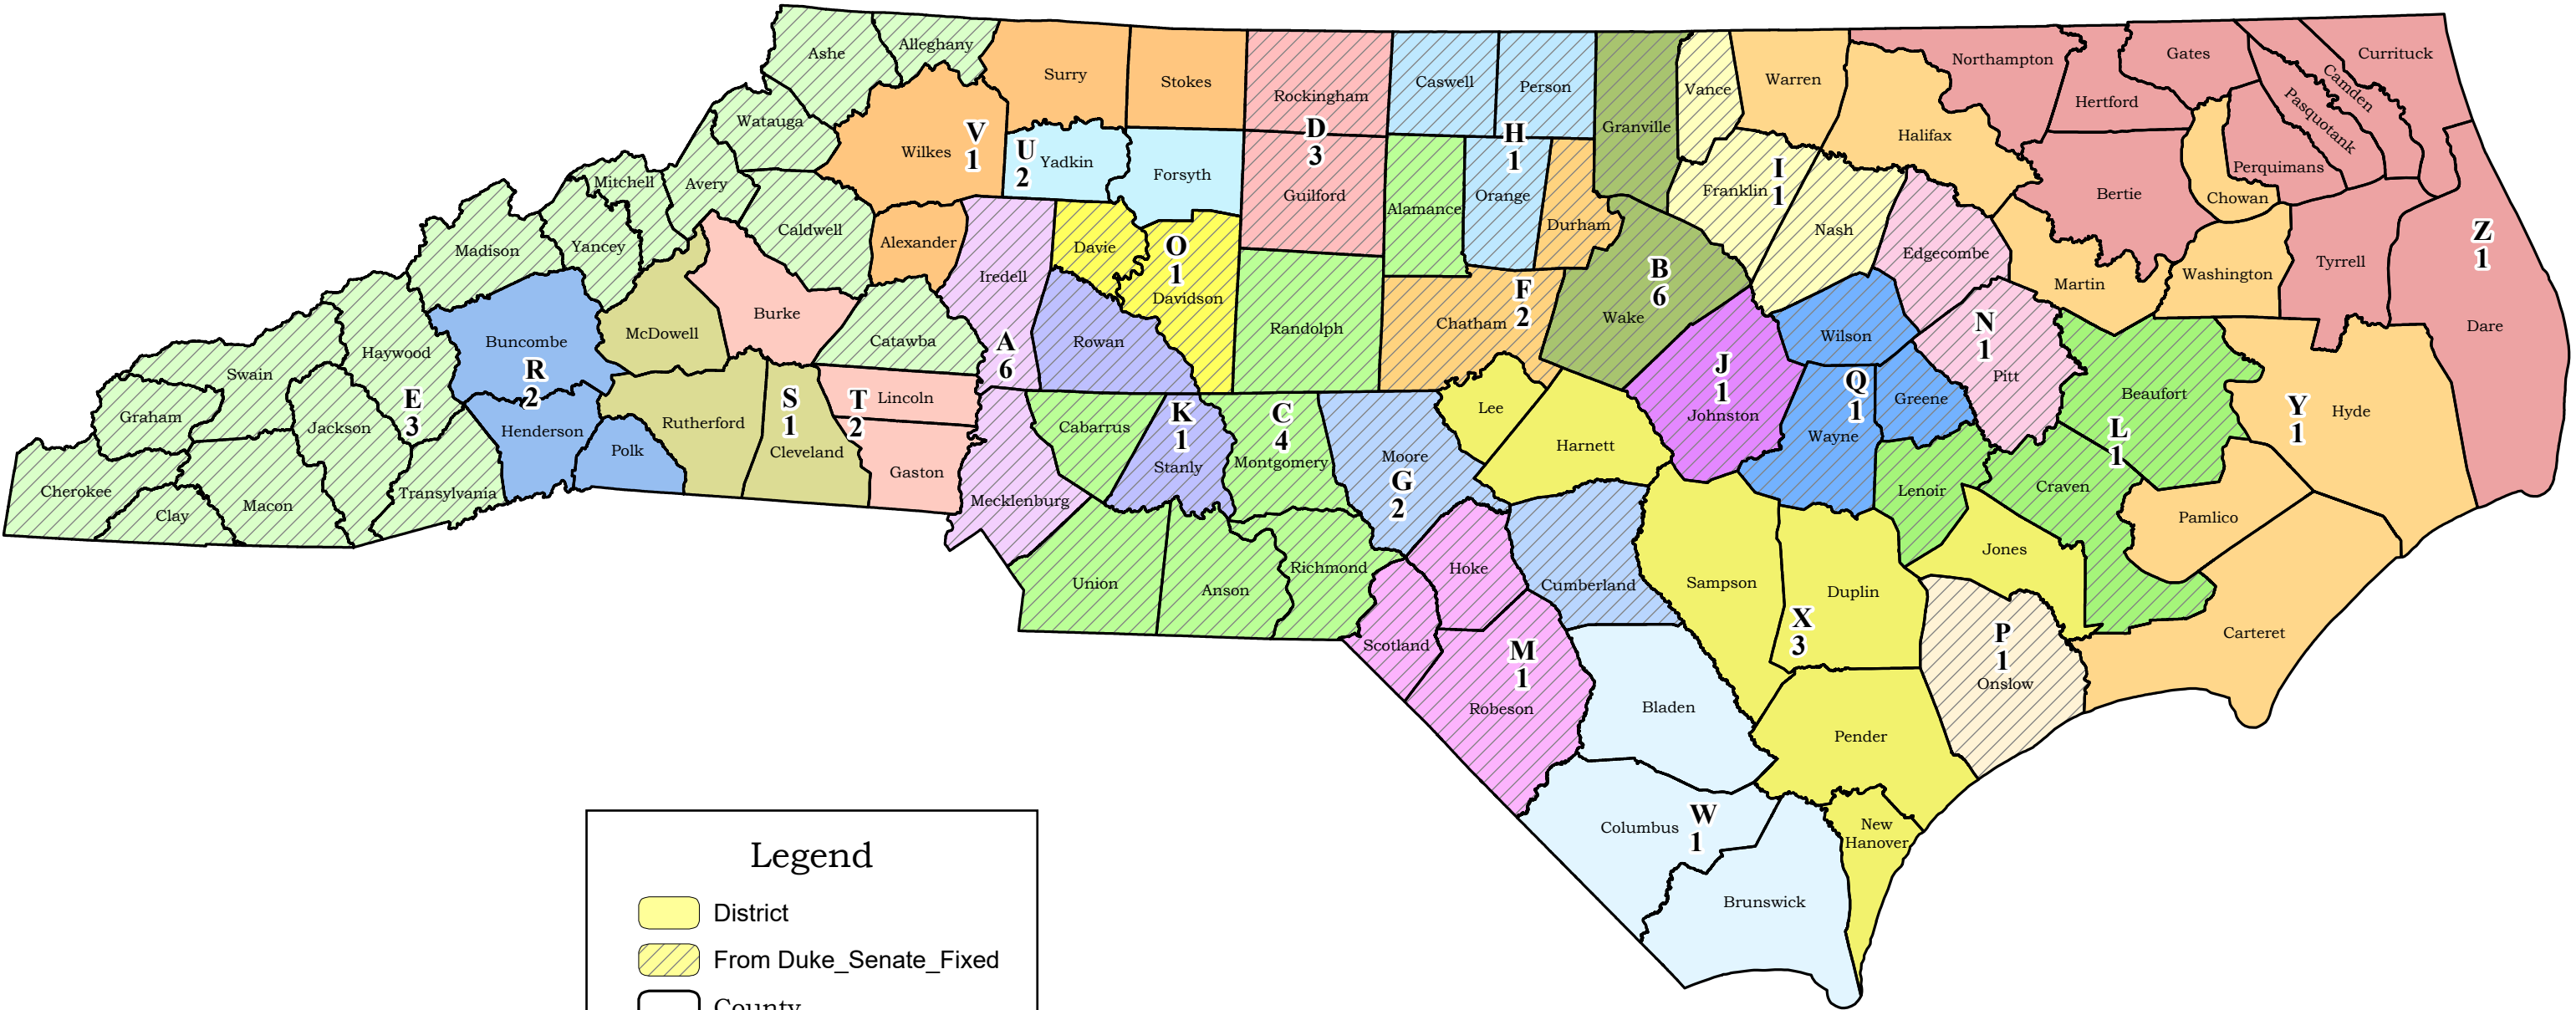 Ashe
Alleghany
Surry
Stokes
Rockingham
Caswell
Person
Granville
Vance
Warren
Northampton
Gates
Currituck
Camden
Pasquotank
Hertford
Halifax
Perquimans
Chowan
Bertie
Watauga
Wilkes
V
1
U
2
Yadkin
Forsyth
D
3
Guilford
H
1
Orange
Alamance
Durham
Franklin
I
1
Nash
Edgecombe
Martin
Washington
Tyrrell
Z
1
Dare
Mitchell
Avery
Caldwell
Alexander
Iredell
Davie
O
1
Davidson
Randolph
Chatham
F
2
B
6
Wake
Madison
Yancey
McDowell
Burke
Catawba
A
6
Rowan
J
1
Johnston
Wilson
N
1
Pitt
Beaufort
Hyde
Y
1
Buncombe
R
2
Haywood
Swain
Graham
Jackson
E
3
Henderson
Polk
Rutherford
S
1
Cleveland
T
2
Lincoln
Gaston
Mecklenburg
Cabarrus
K
1
Stanly
C
4
Montgomery
Moore
G
2
Lee
Harnett
Q
1
Wayne
Greene
Lenoir
L
1
Craven
Pamlico
Cherokee
Clay
Macon
Transylvania
Union
Anson
Richmond
Hoke
Scotland
Cumberland
Sampson
Duplin
X
3
Jones
P
1
Onslow
Carteret
M
1
Robeson
Bladen
Pender
Columbus
W
1
New
Hanover
Brunswick
Legend
District
From Duke_Senate_Fixed
County